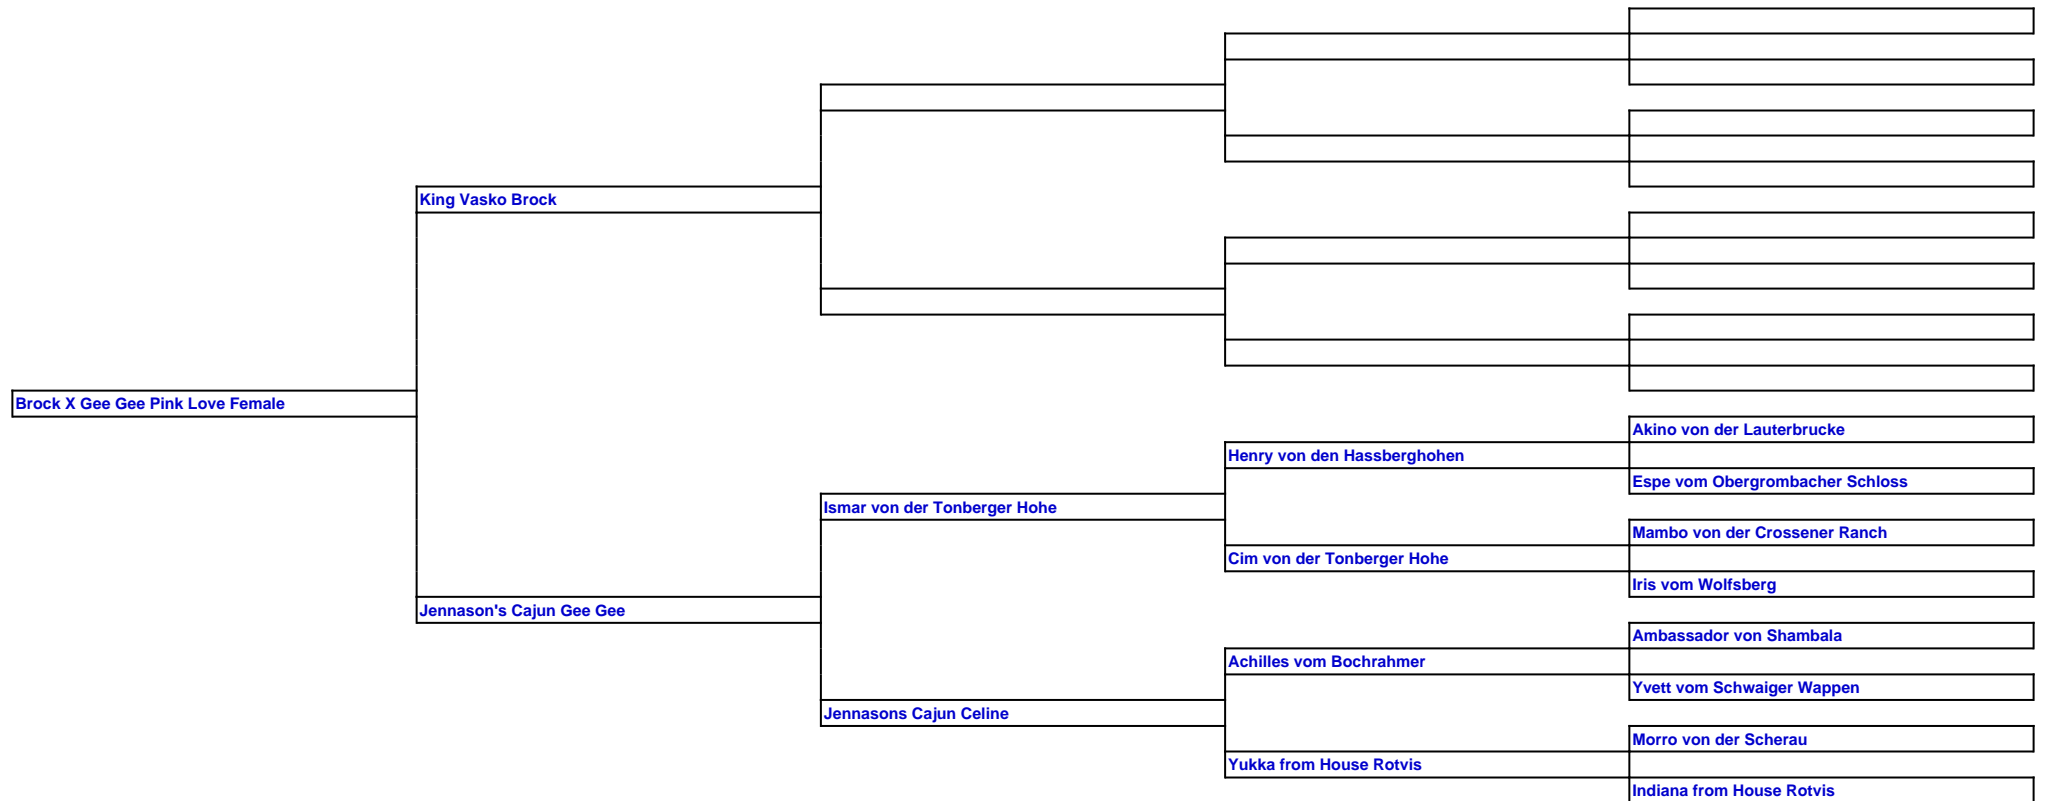 King Vasko Brock
Brock X Gee Gee Pink Love Female
Akino von der Lauterbrucke
Henry von den Hassberghohen
Espe vom Obergrombacher Schloss
Ismar von der Tonberger Hohe
Mambo von der Crossener Ranch
Cim von der Tonberger Hohe
Iris vom Wolfsberg
Jennason's Cajun Gee Gee
Ambassador von Shambala
Achilles vom Bochrahmer
Yvett vom Schwaiger Wappen
Jennasons Cajun Celine
Morro von der Scherau
Yukka from House Rotvis
Indiana from House Rotvis